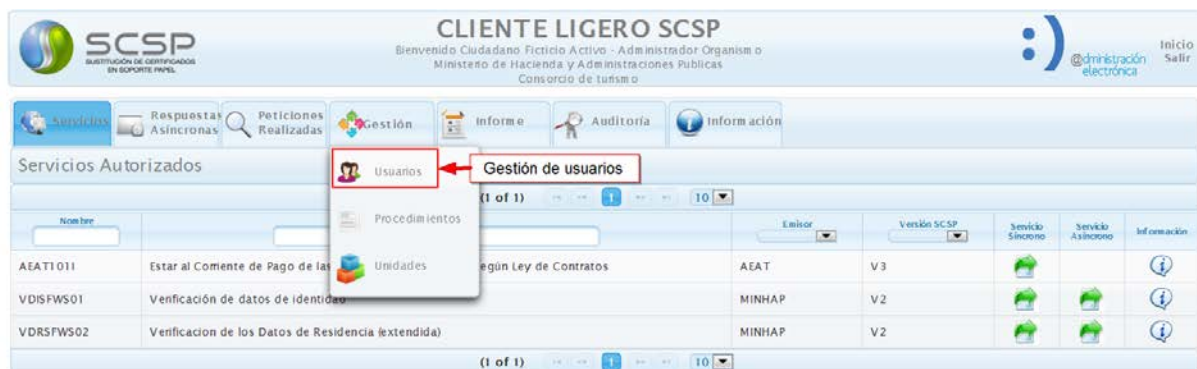 SCSP
SUSTITUCIÓN DE CERTIFICADOS
EN SOPORTE PAPEL
CLIENTE LIGERO SCSP
Bienvenido Ciudadano Ficticio Activo - Administrador Organismo
Ministerio de Hacienda y Administraciones Publicas
Consorcio de turismo
:)
@dministración
electrónica
Inicio
Salir
Servicios
Respuestas
Asíncronas
Peticiones
Realizadas
Gestión
Informe
Auditoría
Información
Servicios Autorizados
Usuarios
Gestión de usuarios
Procedimientos
Unidades
(1 of 1) 1 10
Nombre
Emisor
Versión SCSP
Servicio
Síncrono
Servicio
Asíncrono
Información
AEAT101I Estar al Corriente de Pago de las egún Ley de Contratos AEAT V3
VDISFWS01 Verificación de datos de identidad MINHAP V2
VDRSFWS02 Verificacion de los Datos de Residencia (extendida) MINHAP V2
(1 of 1) 1 10